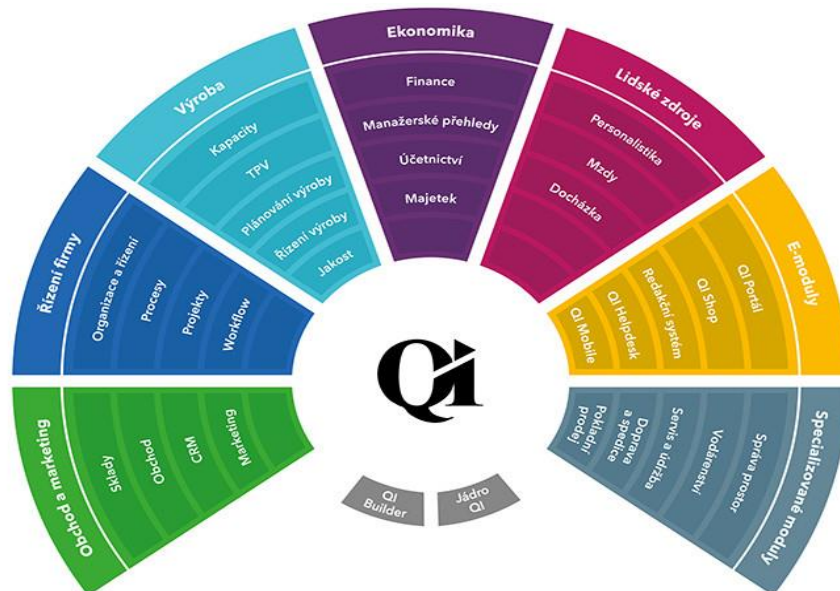 Obchod a marketing
Sklady
Obchod
CRM
Marketing
Řízení firmy
Organizace a řízení
Procesy
Projekty
Workflow
Výroba
Kapacity
TPV
Plánování výroby
Řízení výroby
Jakost
Ekonomika
Finance
Manažerské přehledy
Účetnictví
Majetek
Lidské zdroje
Personalistika
Mzdy
Docházka
E-moduly
QI Portál
QI Shop
Redakční systém
QI Helpdesk
QI Mobile
Specializované moduly
Správa prostor
Vodárenství
Servis a údržba
Doprava
a spedice
Pokladní
prodej
QI
QI
Builder
Jádro
QI